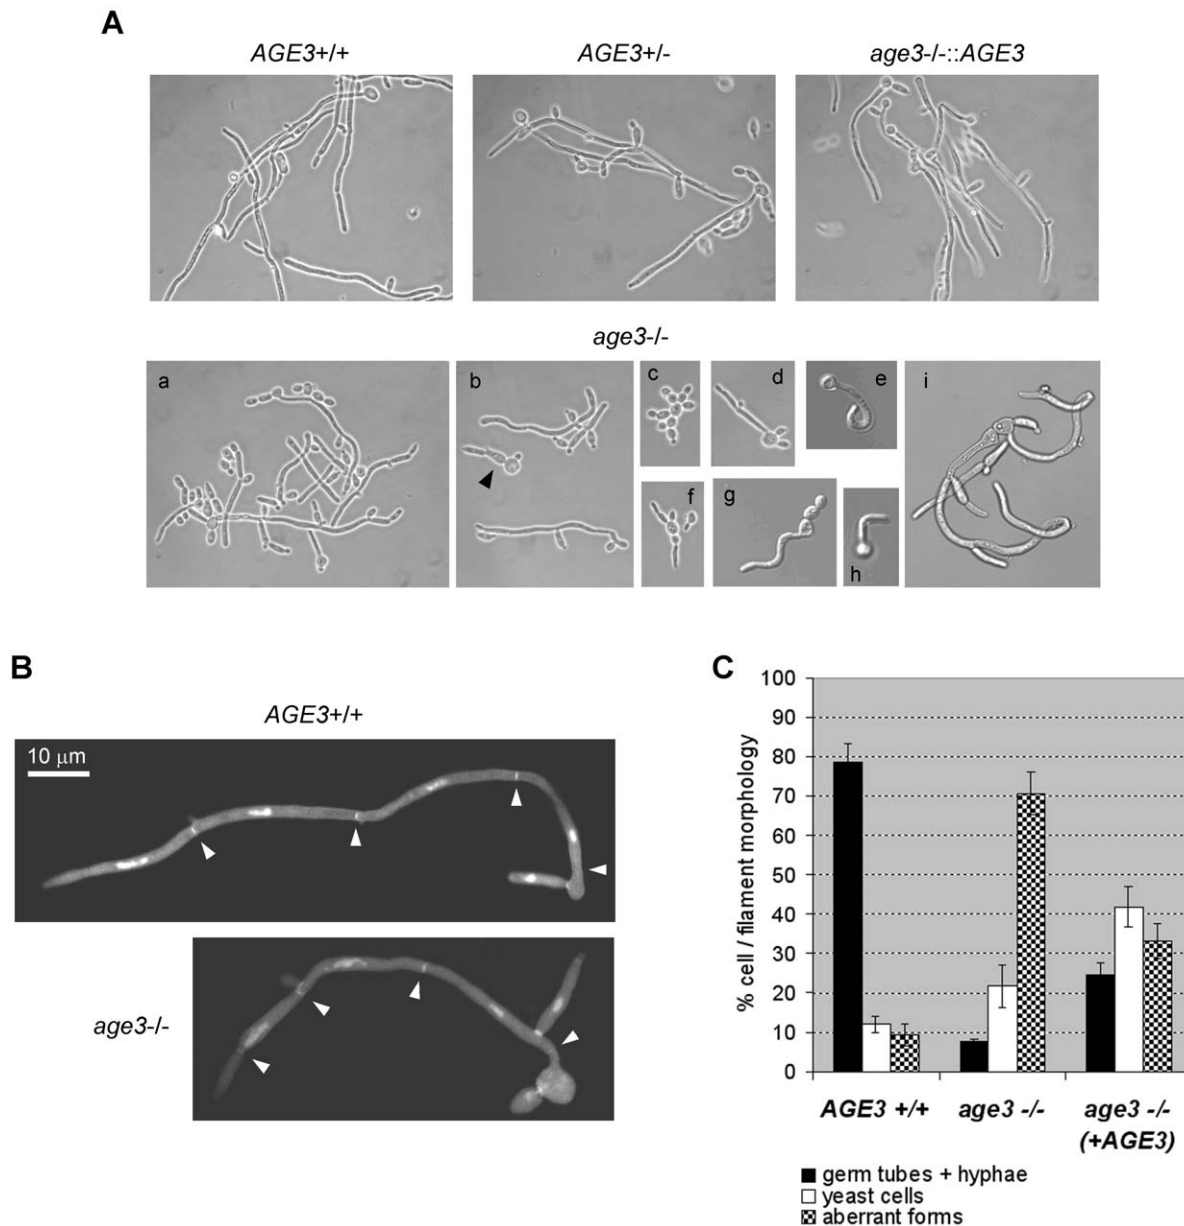 A
AGE3+/+
AGE3+/-
age3-/-::AGE3
age3-/-
a
b
c
d
e
f
g
h
i
B
AGE3+/+
10 μm
age3-/-
C
% cell / filament morphology
100
90
80
70
60
50
40
30
20
10
0
AGE3 +/+
age3 -/-
age3 -/-
(+AGE3)
germ tubes + hyphae
yeast cells
aberrant forms